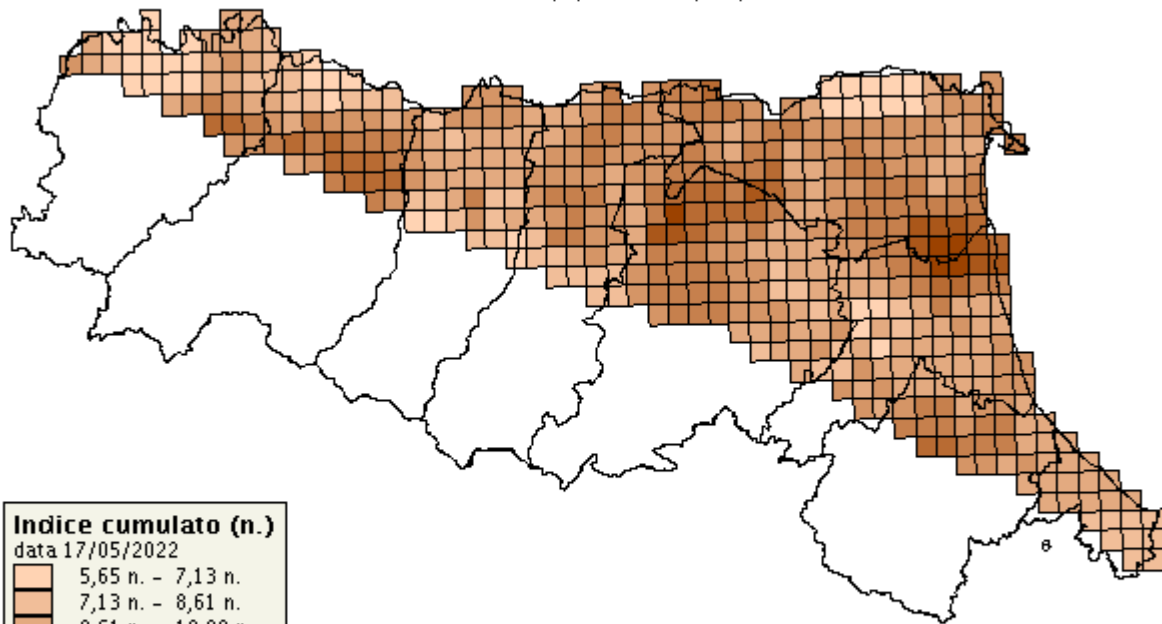 Indice cumulato (n.)
data 17/05/2022
5,65 n. - 7,13 n.
7,13 n. - 8,61 n.